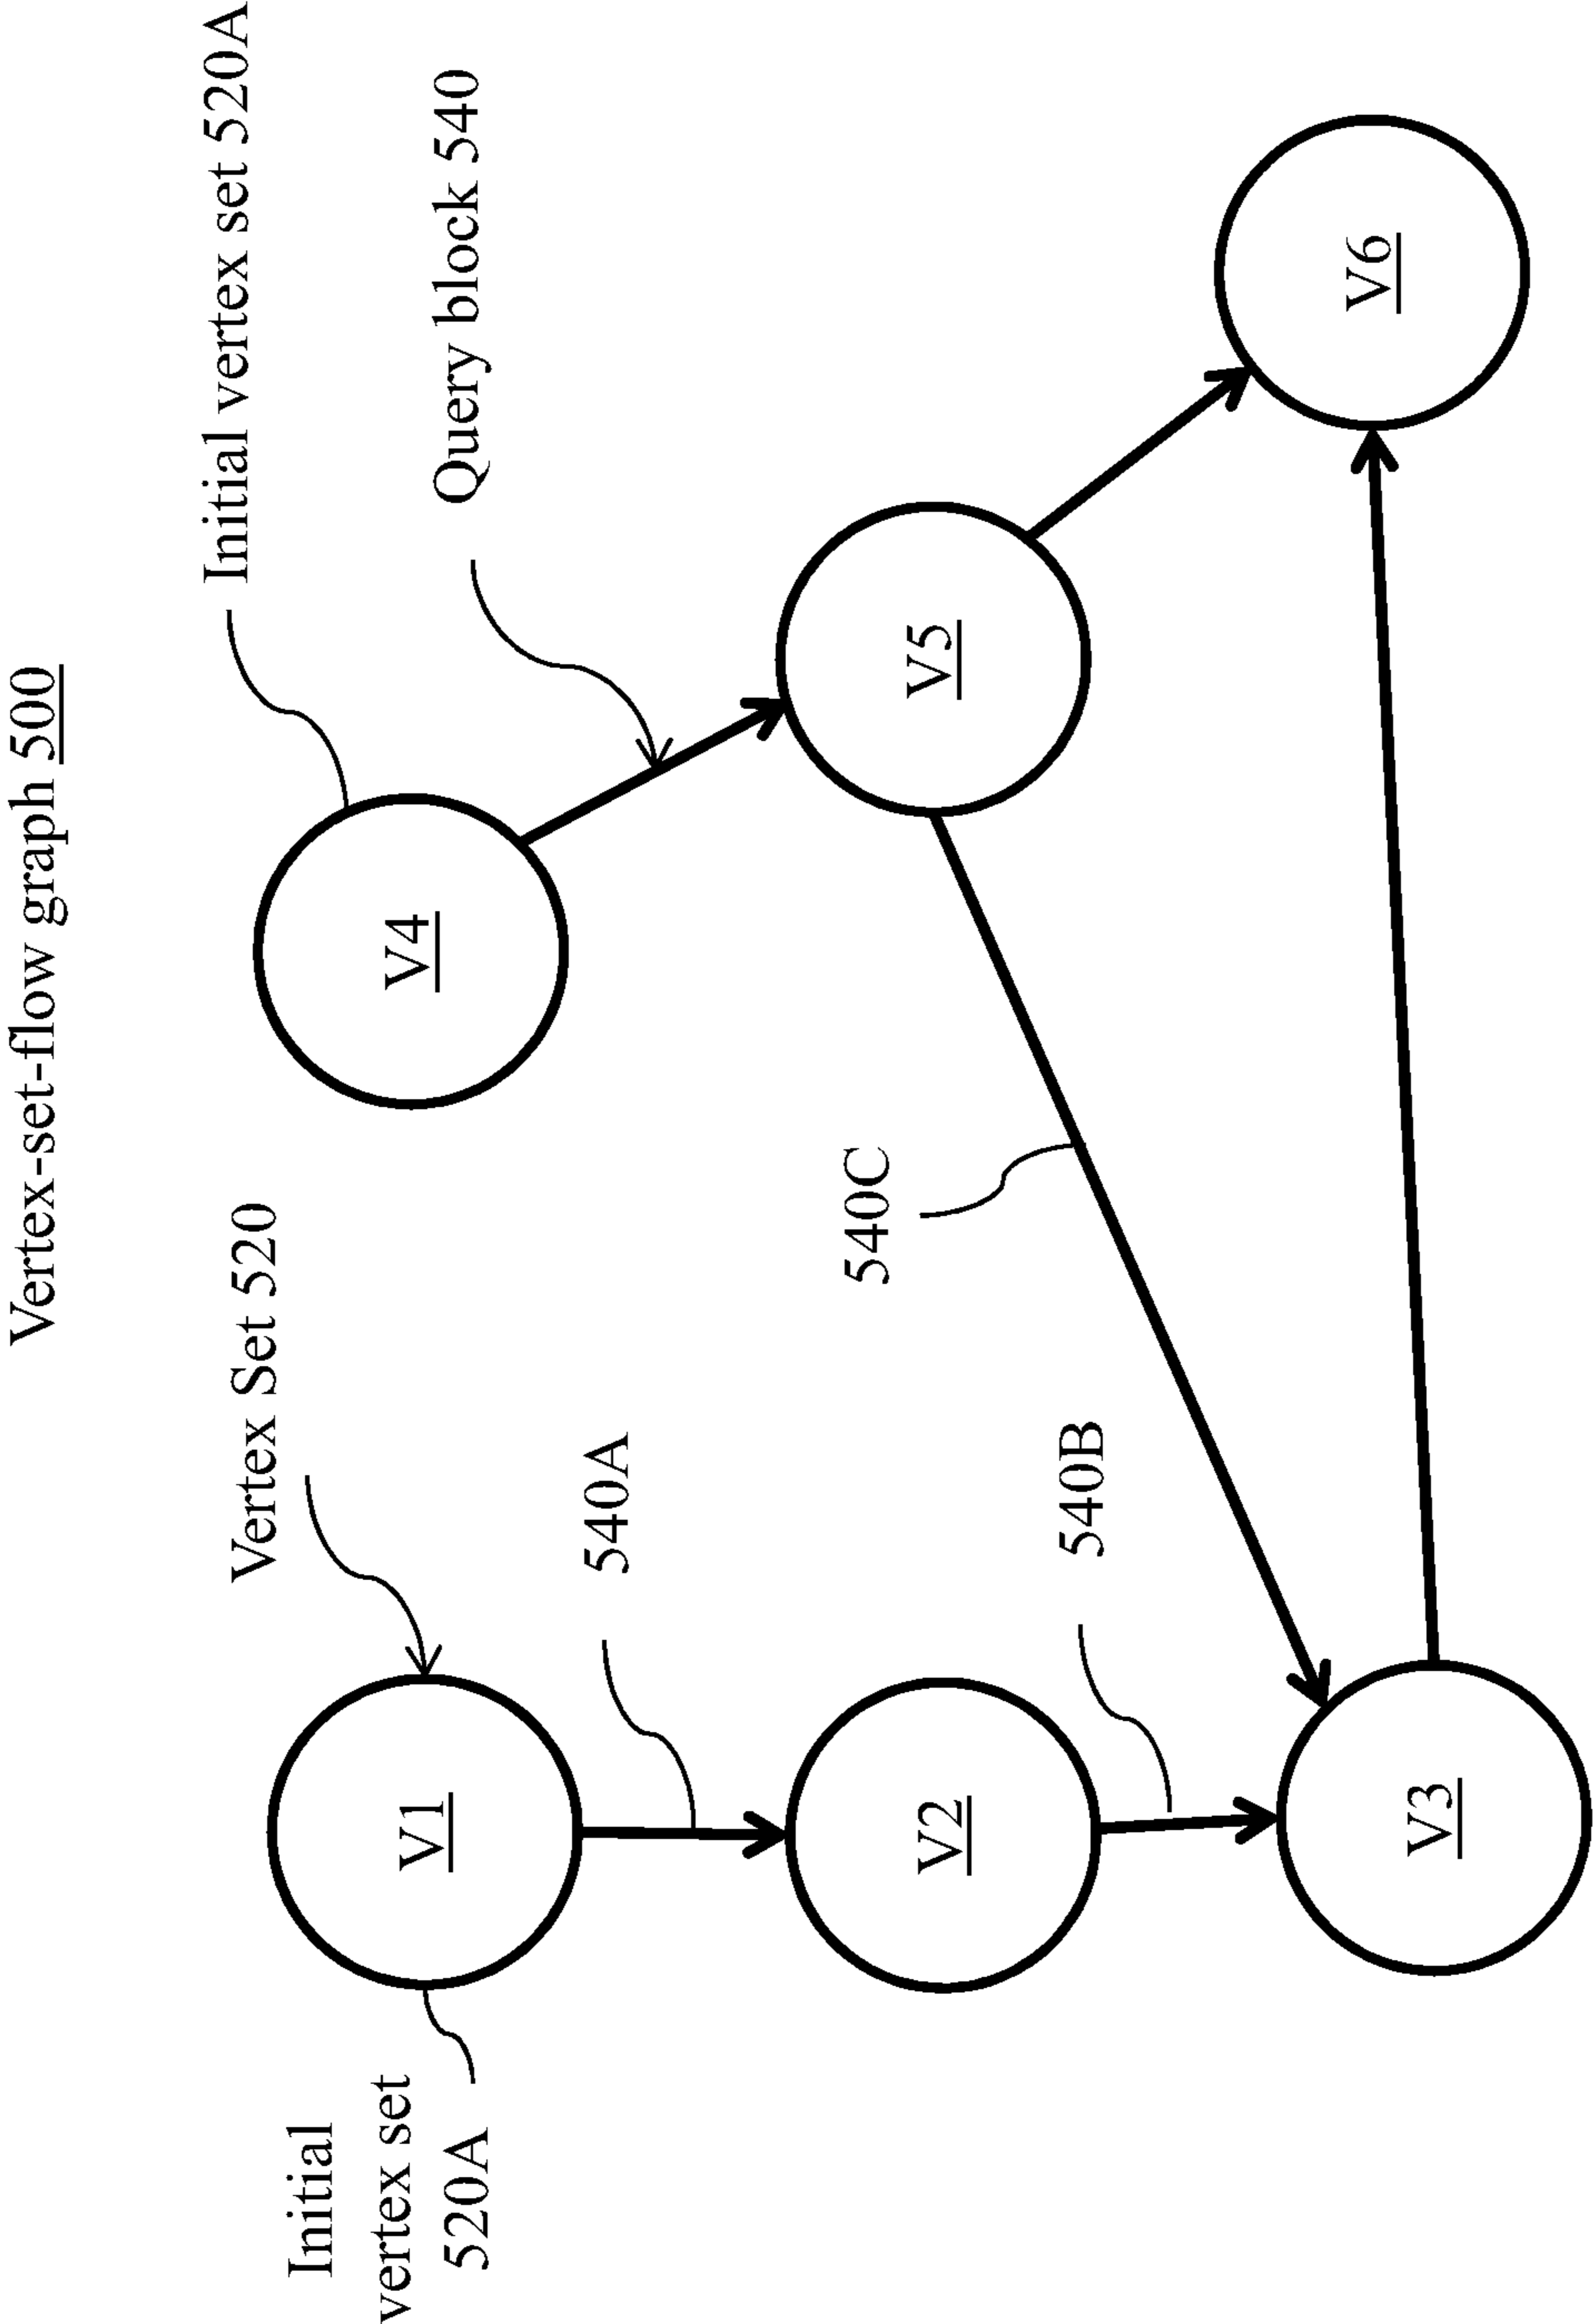 Vertex-set-flow graph 500
Initial
vertex set
520A
Vertex Set 520
Initial vertex set 520A
V1
V4
540A
Query block 540
V2
540C
V5
540B
V3
V6